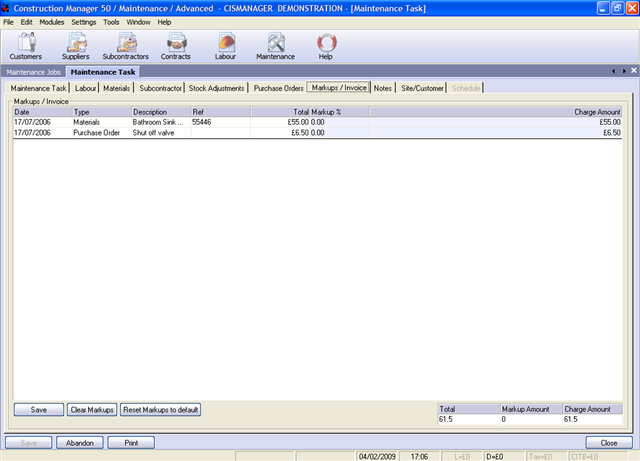 Construction Manager 50 / Maintenance / Advanced - CISMANAGER DEMONSTRATION - [Maintenance Task]
File Edit Modules Settings Tools Window Help
Customers Suppliers Subcontractors Contracts Labour Maintenance Help
Maintenance Jobs Maintenance Task
Maintenance Task Labour Materials Subcontractor Stock Adjustments Purchase Orders Markups / Invoice Notes Site/Customer Schedule
Markups / Invoice
Date Type Description Ref Total Markup % Charge Amount
17/07/2006 Materials Bathroom Sink ... 55446 £55.00 0.00 £55.00
17/07/2006 Purchase Order Shut off valve £6.50 0.00 £6.50
Save Clear Markups Reset Markups to default
Total Markup Amount Charge Amount
61.5 0 61.5
Save Abandon Print Close
04/02/2009 17:06 L=£0 D=£0 Tax=£0 CITB=£0